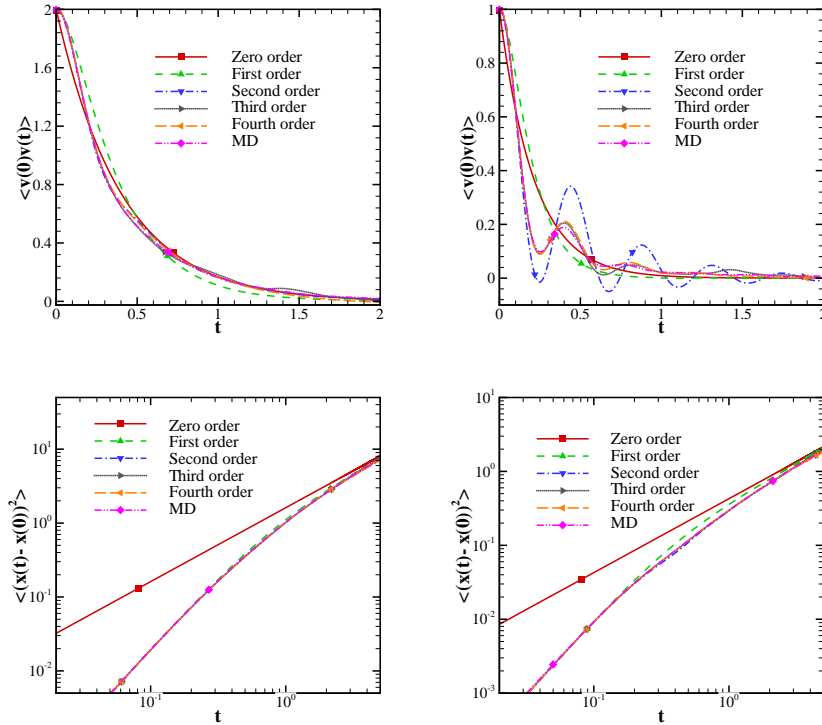 <v(0)v(t)>
2
1.6
1.2
0.8
0.4
0
0
0.5
1
1.5
2
t
Zero order
First order
Second order
Third order
Fourth order
MD
<v(0)v(t)>
1
0.8
0.6
0.4
0.2
0
0
0.5
1
1.5
2
t
Zero order
First order
Second order
Third order
Fourth order
MD
<(x(t)- x(0))²>
10¹
10⁰
10⁻¹
10⁻²
10⁻¹
10⁰
t
Zero order
First order
Second order
Third order
Fourth order
MD
<(x(t)- x(0))²>
10¹
10⁰
10⁻¹
10⁻²
10⁻³
10⁻¹
10⁰
t
Zero order
First order
Second order
Third order
Fourth order
MD